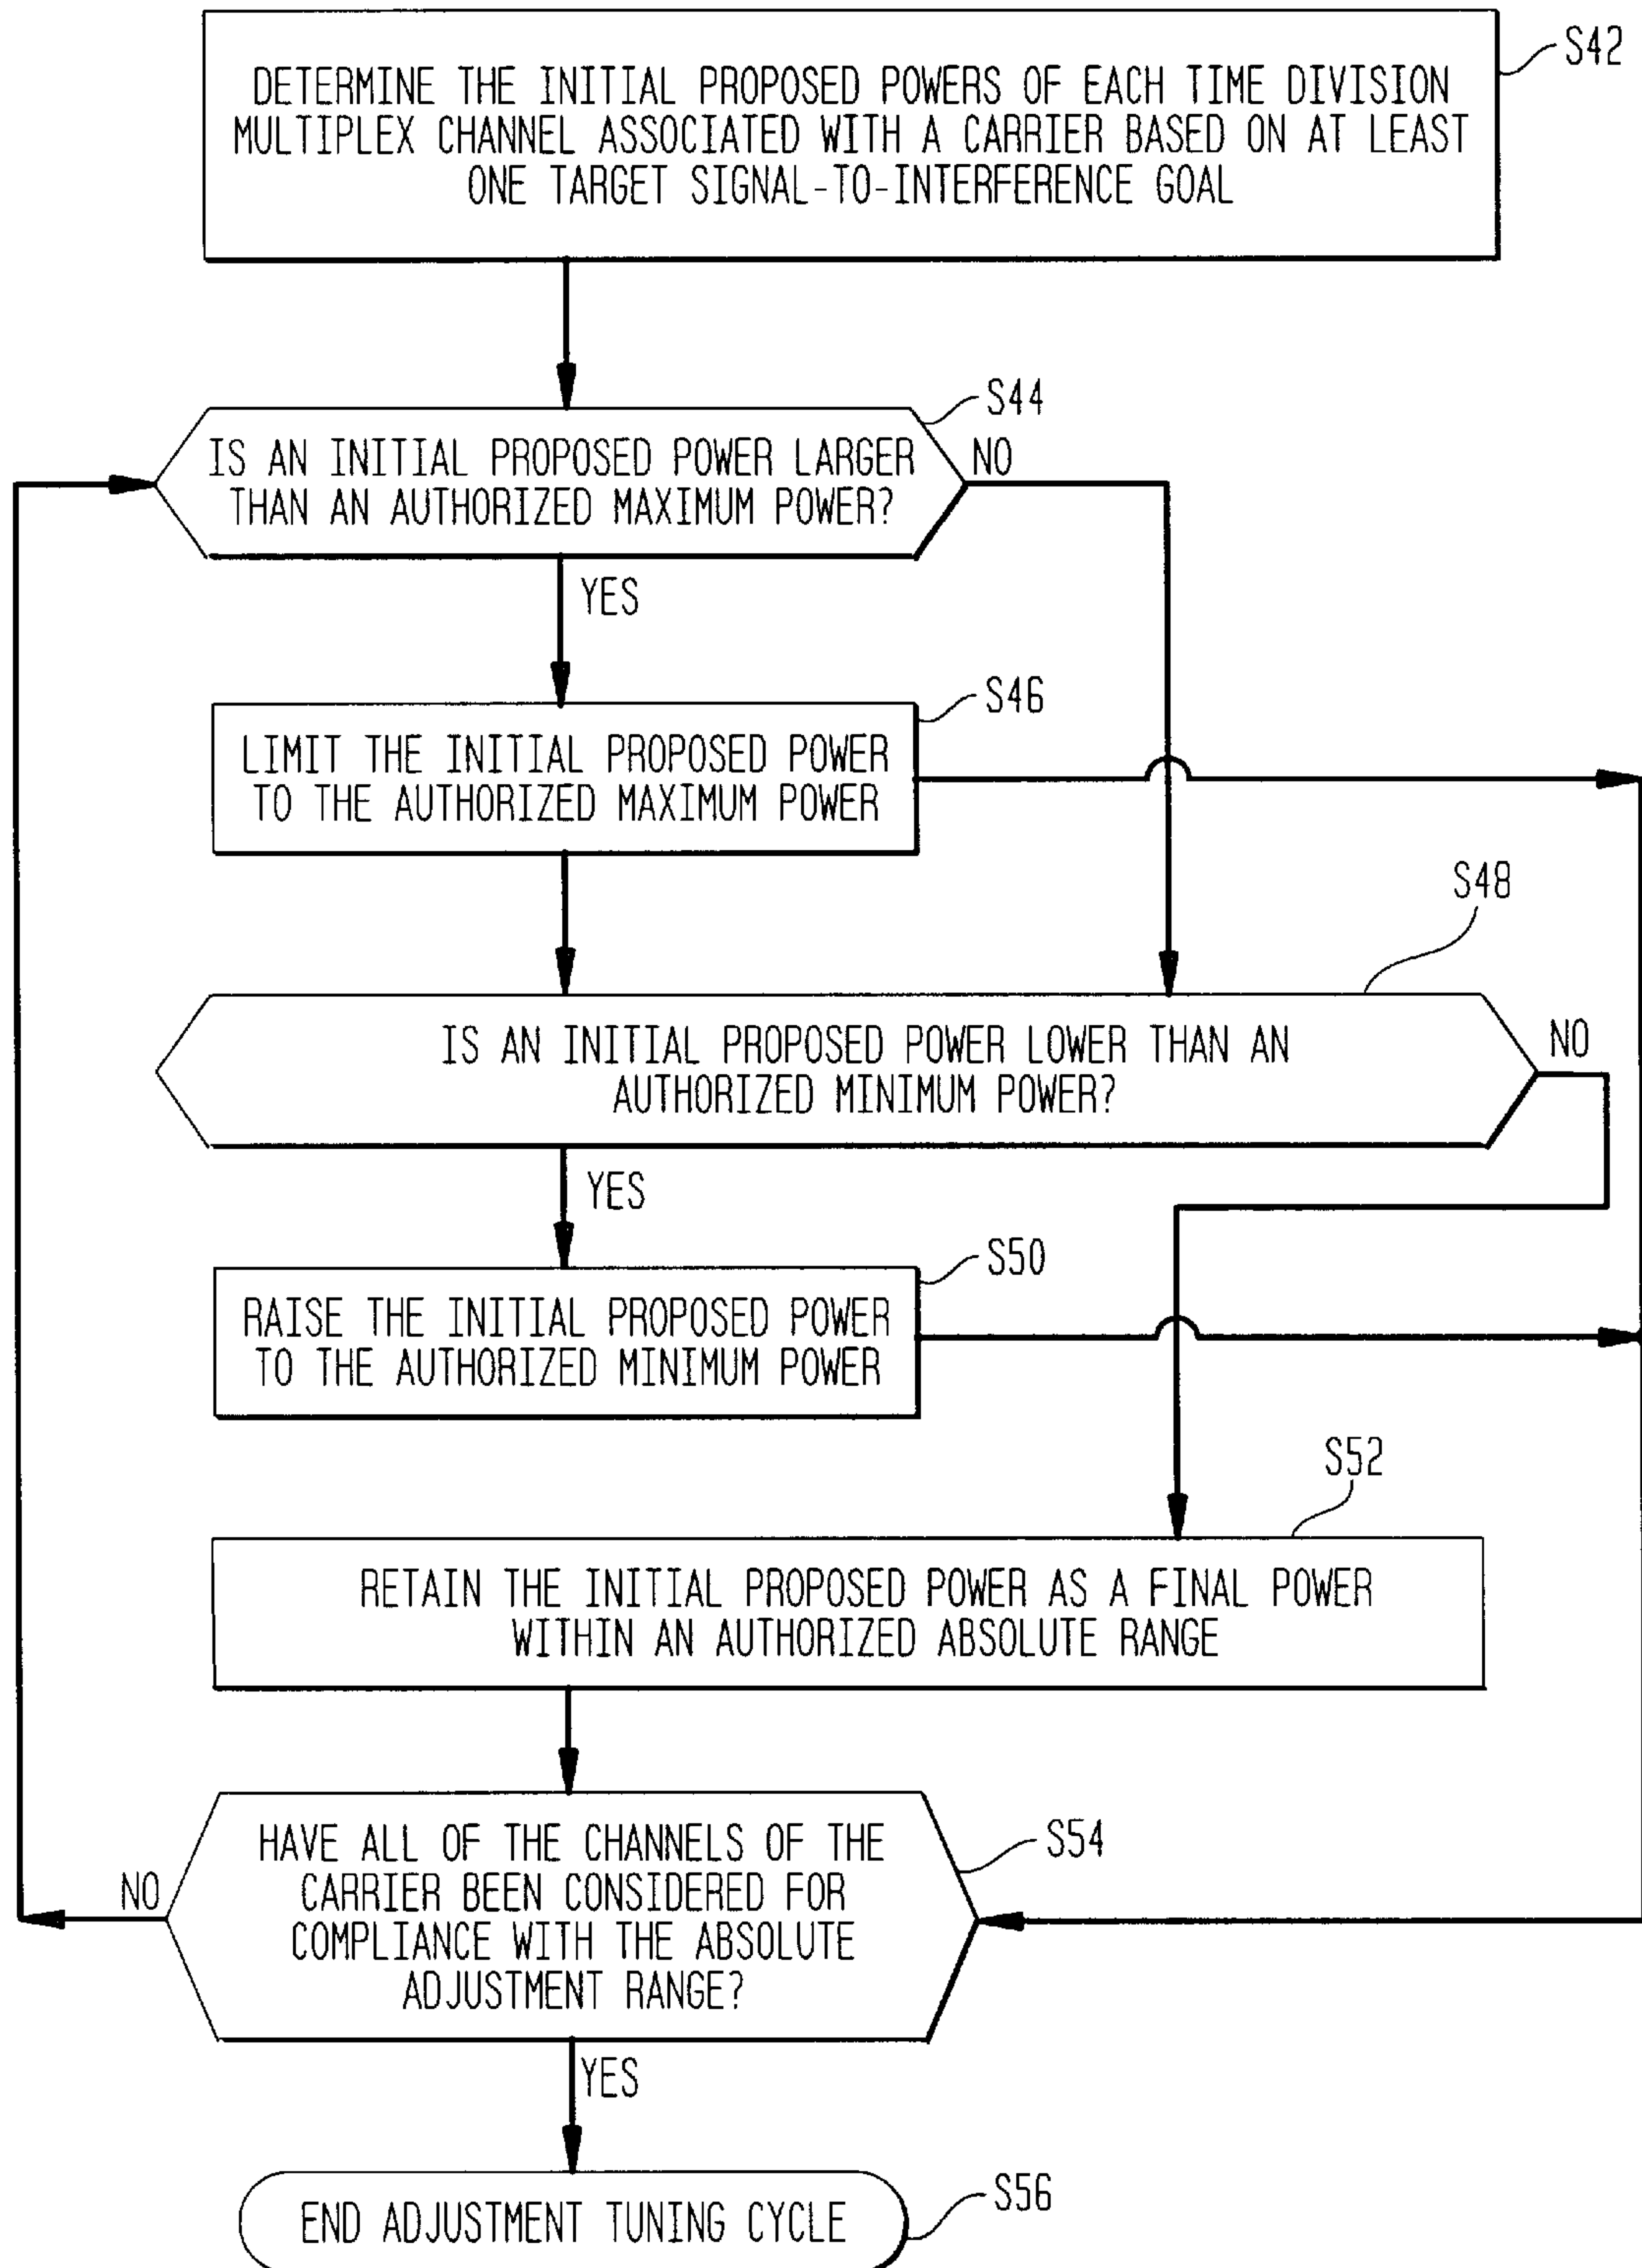 S42
DETERMINE THE INITIAL PROPOSED POWERS OF EACH TIME DIVISION
MULTIPLEX CHANNEL ASSOCIATED WITH A CARRIER BASED ON AT LEAST
ONE TARGET SIGNAL-TO-INTERFERENCE GOAL
S44
IS AN INITIAL PROPOSED POWER LARGER
THAN AN AUTHORIZED MAXIMUM POWER?
NO
YES
S46
LIMIT THE INITIAL PROPOSED POWER
TO THE AUTHORIZED MAXIMUM POWER
S48
IS AN INITIAL PROPOSED POWER LOWER THAN AN
AUTHORIZED MINIMUM POWER?
NO
YES
S50
RAISE THE INITIAL PROPOSED POWER
TO THE AUTHORIZED MINIMUM POWER
S52
RETAIN THE INITIAL PROPOSED POWER AS A FINAL POWER
WITHIN AN AUTHORIZED ABSOLUTE RANGE
S54
HAVE ALL OF THE CHANNELS OF THE
CARRIER BEEN CONSIDERED FOR
COMPLIANCE WITH THE ABSOLUTE
ADJUSTMENT RANGE?
NO
YES
S56
END ADJUSTMENT TUNING CYCLE